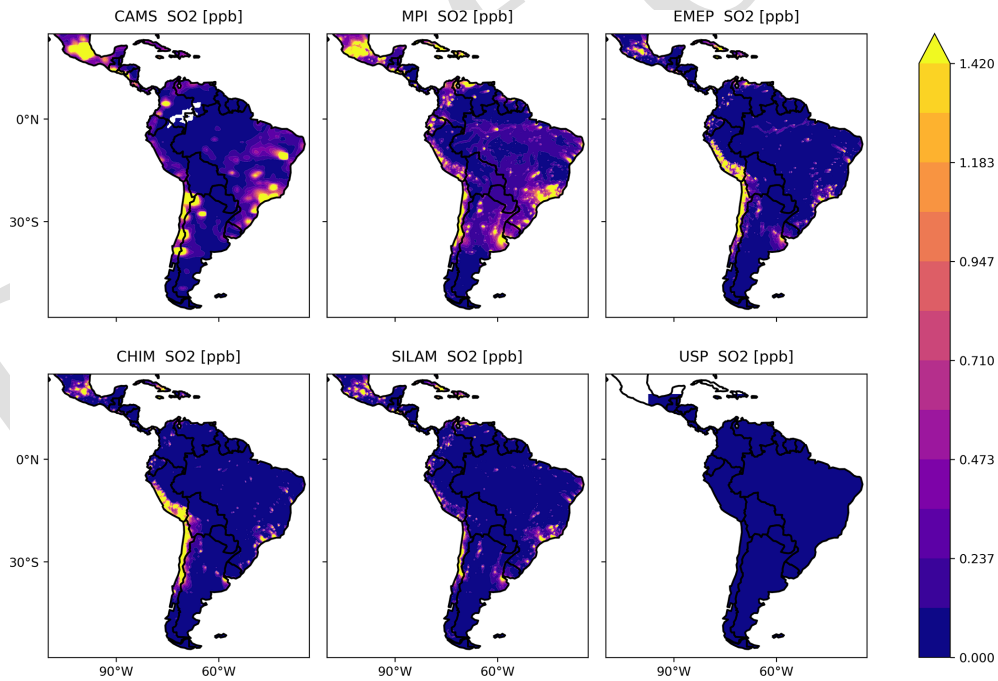 CAMS SO2 [ppb]
MPI SO2 [ppb]
EMEP SO2 [ppb]
0°N
30°S
CHIM SO2 [ppb]
SILAM SO2 [ppb]
USP SO2 [ppb]
0°N
30°S
90°W
60°W
90°W
60°W
90°W
60°W
1.420
1.183
0.947
0.710
0.473
0.237
0.000